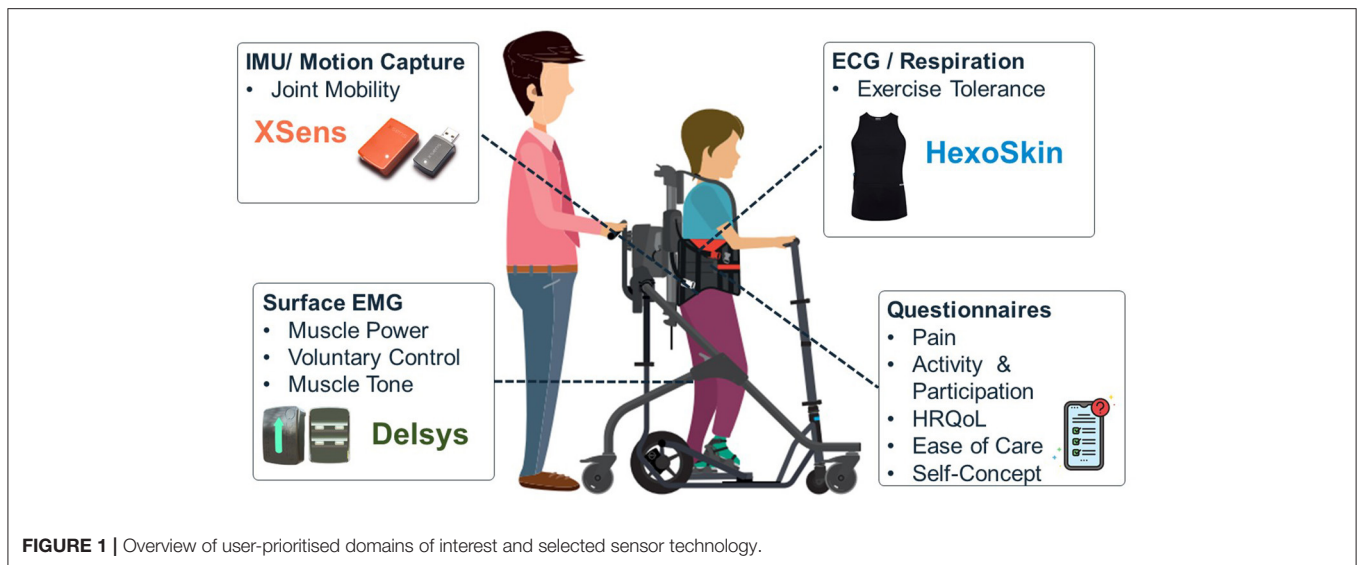 IMU/ Motion Capture
• Joint Mobility
XSens
ECG / Respiration
• Exercise Tolerance
HexoSkin
Surface EMG
• Muscle Power
• Voluntary Control
• Muscle Tone
Delsys
Questionnaires
• Pain
• Activity &
Participation
• HRQoL
• Ease of Care
• Self-Concept
?
FIGURE 1 | Overview of user-prioritised domains of interest and selected sensor technology.